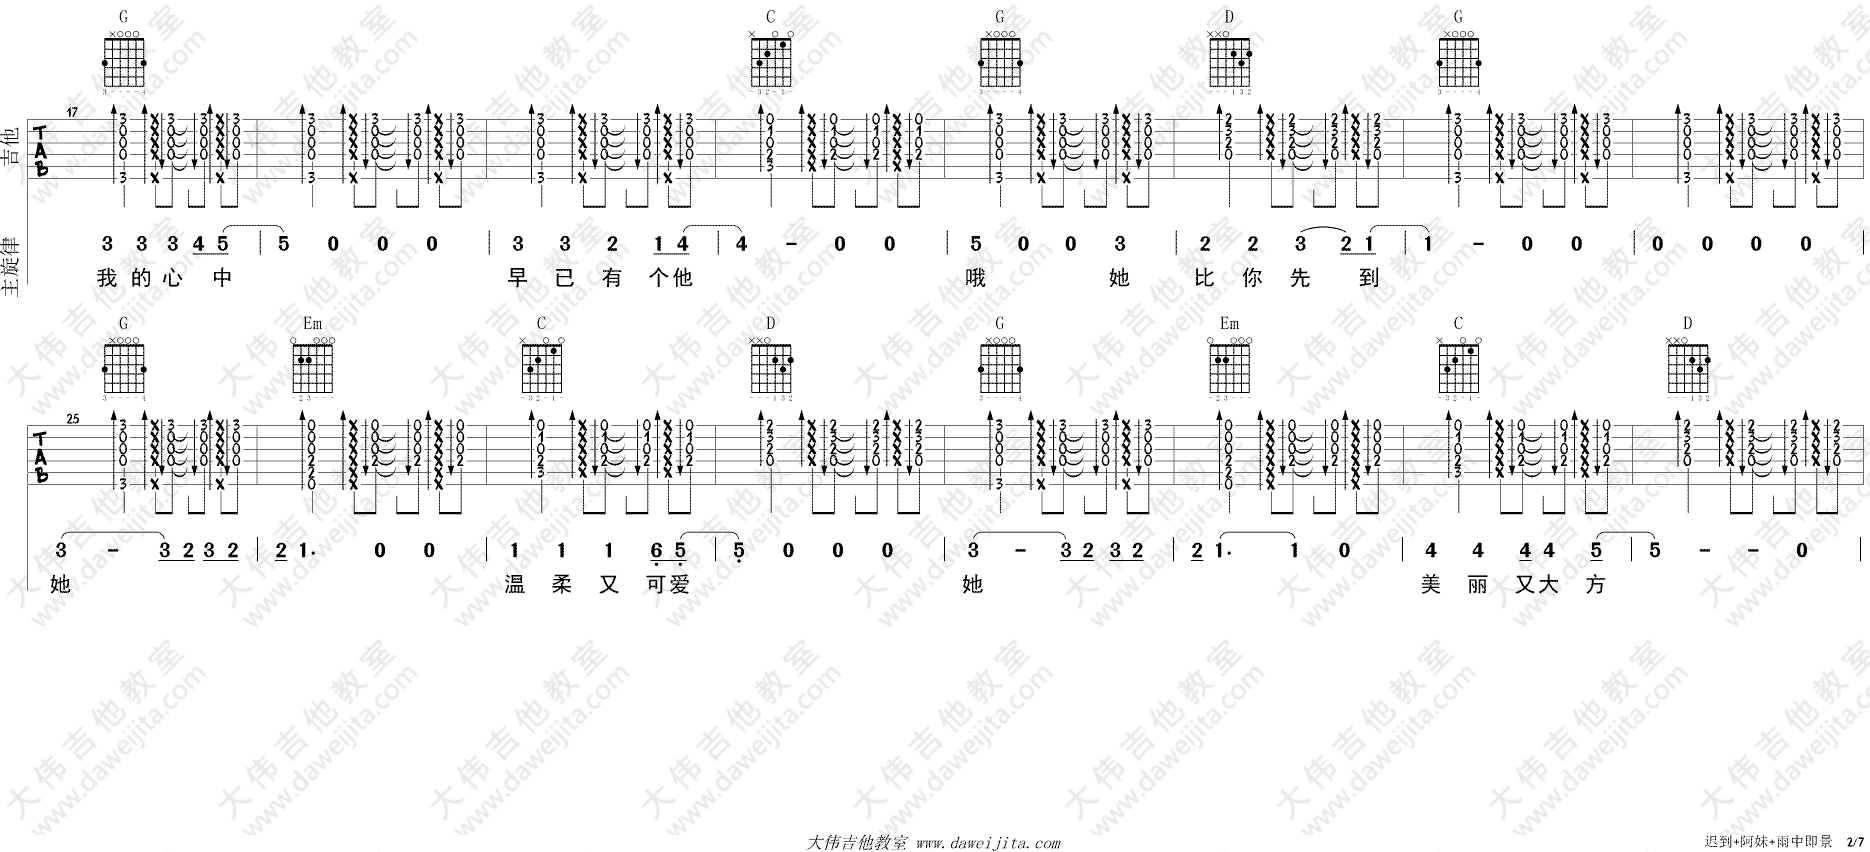 G C G D G
17
吉他 TAB
主旋律 3 3 3 4 5 | 5 0 0 0 | 3 3 2 1 4 | 4 - 0 0 | 5 0 0 3 | 2 2 3 2 1 | 1 - 0 0 | 0 0 0 0
我 的 心 中 早 已 有 个 他 哦 她 比 你 先 到
G Em C D G Em C D
25
TAB
3 - 3 2 3 2 | 2 1. 0 0 | 1 1 1 6 5 | 5 0 0 0 | 3 - 3 2 3 2 | 2 1. 1 0 | 4 4 4 4 5 | 5 - - 0 |
她 温 柔 又 可 爱 她 美 丽 又 大 方
大伟吉他教室 www.daweijita.com
迟到+阿妹+雨中即景 2/7